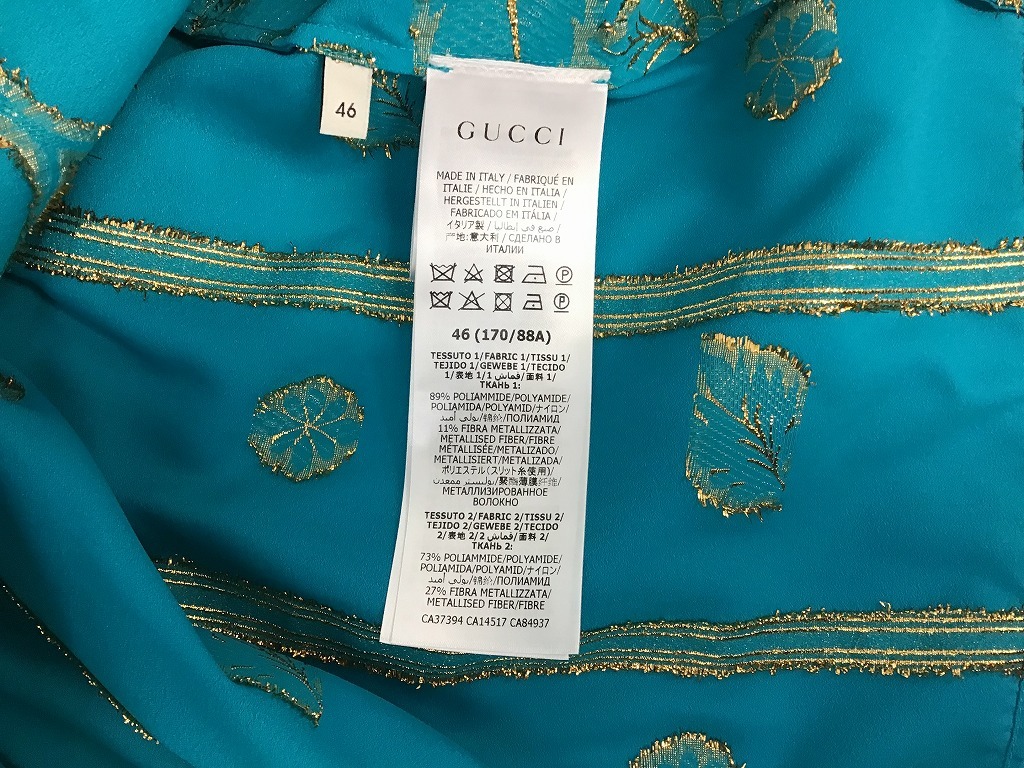 46
GUCCI
MADE IN ITALY / FABRIQUÉ EN
ITALIE / HECHO EN ITALIA /
HERGESTELLT IN ITALIEN /
FABRICADO EM ITÁLIA /
イタリア製 / صنع في إيطاليا /
产地:意大利 / СДЕЛАНО В
ИТАЛИИ
46 (170/88A)
TESSUTO 1/FABRIC 1/TISSU 1/
TEJIDO 1/GEWEBE 1/TECIDO
1/表地 1/1 قماش/面料 1/
ТКАНЬ 1:
89% POLIAMMIDE/POLYAMIDE/
POLIAMIDA/POLYAMID/ナイロン/
بولي أميد/锦纶/ПОЛИАМИД
11% FIBRA METALLIZZATA/
METALLISED FIBER/FIBRE
MÉTALLISÉE/METALIZADO/
METALLISIERT/METALIZADA/
ポリエステル(スリット糸使用)/
بوليستر ممعدن/聚酯薄膜纤维/
МЕТАЛЛИЗИРОВАННОЕ
ВОЛОКНО
TESSUTO 2/FABRIC 2/TISSU 2/
TEJIDO 2/GEWEBE 2/TECIDO
2/表地 2/2 قماش/面料 2/
ТКАНЬ 2:
73% POLIAMMIDE/POLYAMIDE/
POLIAMIDA/POLYAMID/ナイロン/
بولي أميد/锦纶/ПОЛИАМИД
27% FIBRA METALLIZZATA/
METALLISED FIBER/FIBRE
CA37394 CA14517 CA84937